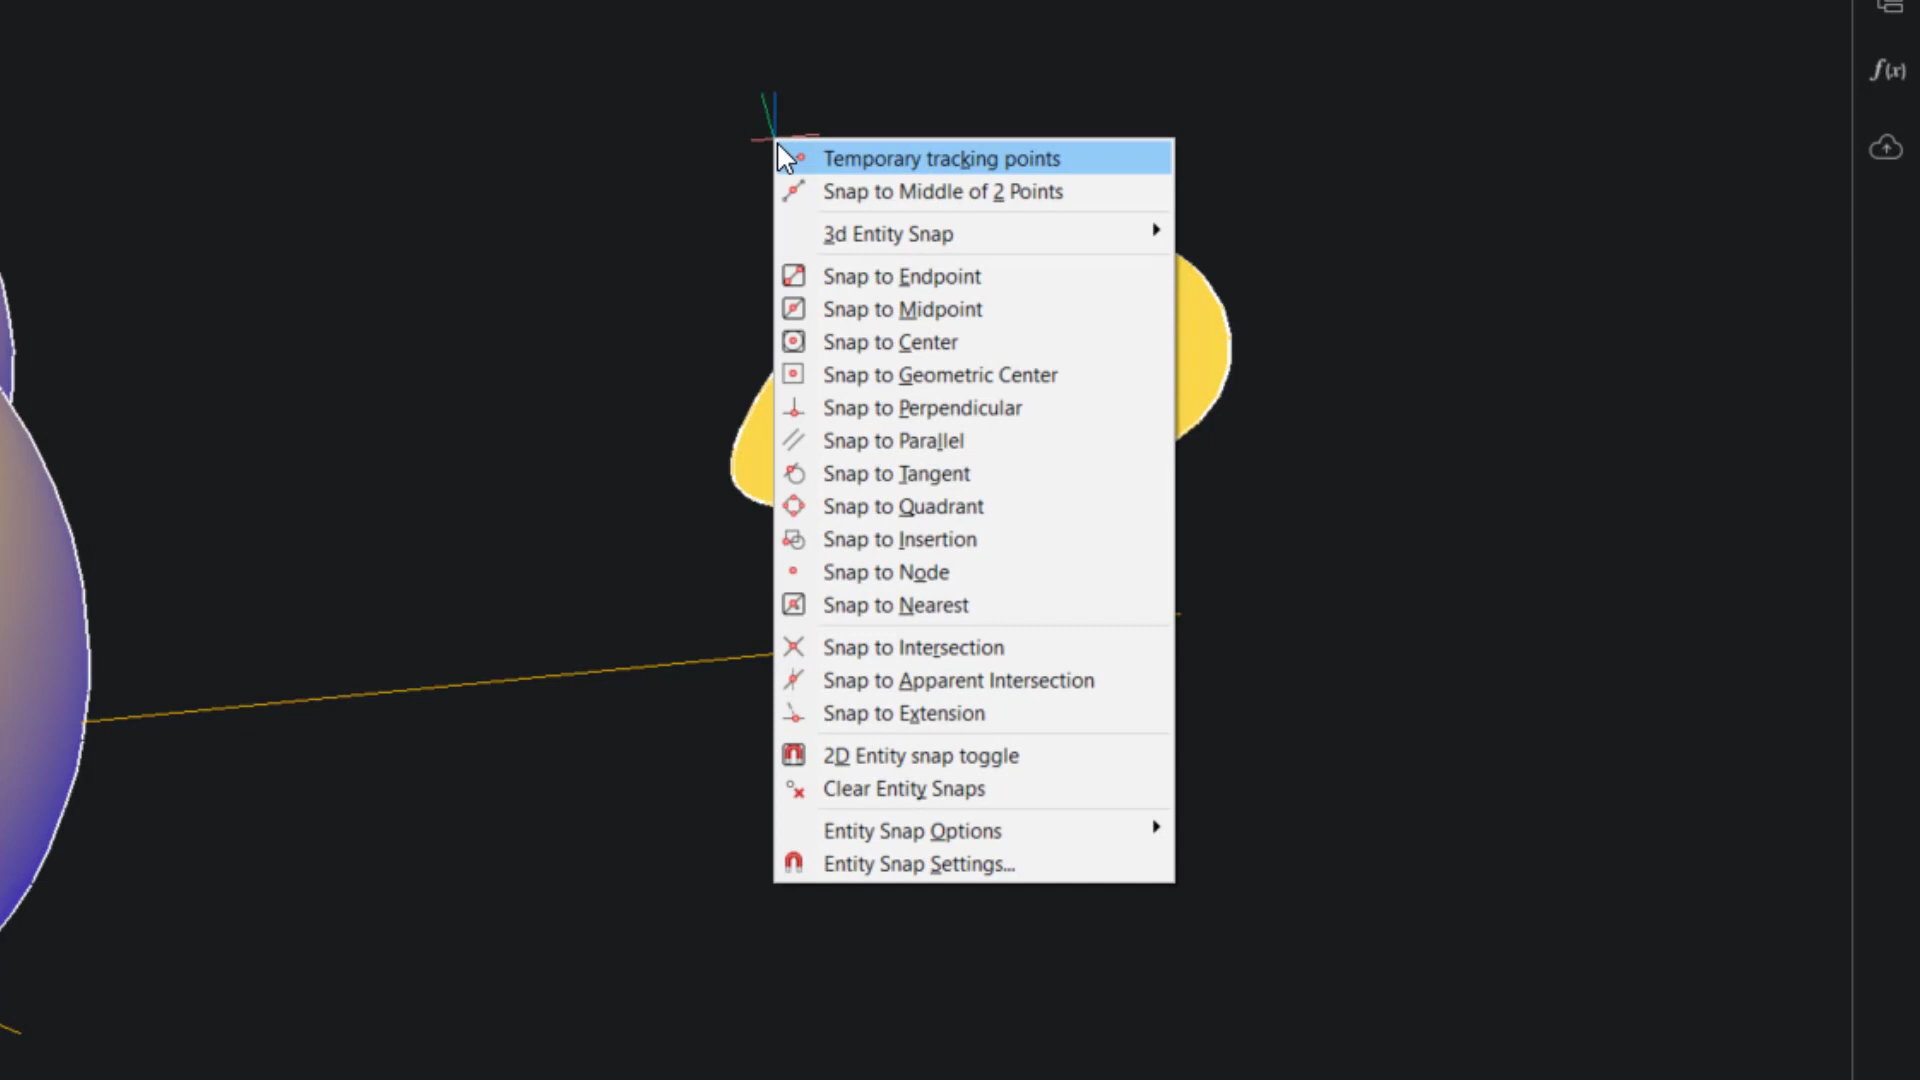 f(x)
Temporary tracking points
Snap to Middle of 2 Points
3d Entity Snap
Snap to Endpoint
Snap to Midpoint
Snap to Center
Snap to Geometric Center
Snap to Perpendicular
Snap to Parallel
Snap to Tangent
Snap to Quadrant
Snap to Insertion
Snap to Node
Snap to Nearest
Snap to Intersection
Snap to Apparent Intersection
Snap to Extension
2D Entity snap toggle
Clear Entity Snaps
Entity Snap Options
Entity Snap Settings...